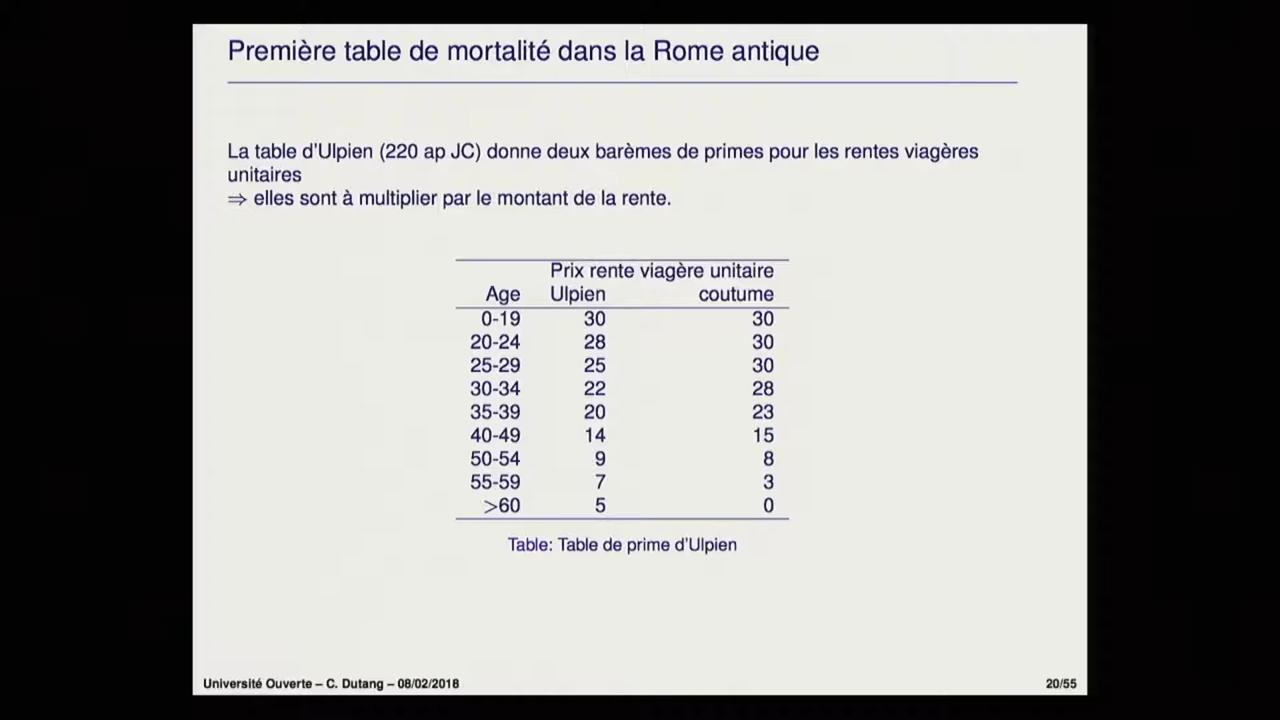 Première table de mortalité dans la Rome antique
La table d'Ulpien (220 ap JC) donne deux barèmes de primes pour les rentes viagères
unitaires
⇒ elles sont à multiplier par le montant de la rente.
Prix rente viagère unitaire
Age Ulpien coutume
0-19 30 30
20-24 28 30
25-29 25 30
30-34 22 28
35-39 20 23
40-49 14 15
50-54 9 8
55-59 7 3
>60 5 0
Table: Table de prime d'Ulpien
Université Ouverte – C. Dutang – 08/02/2018 20/55